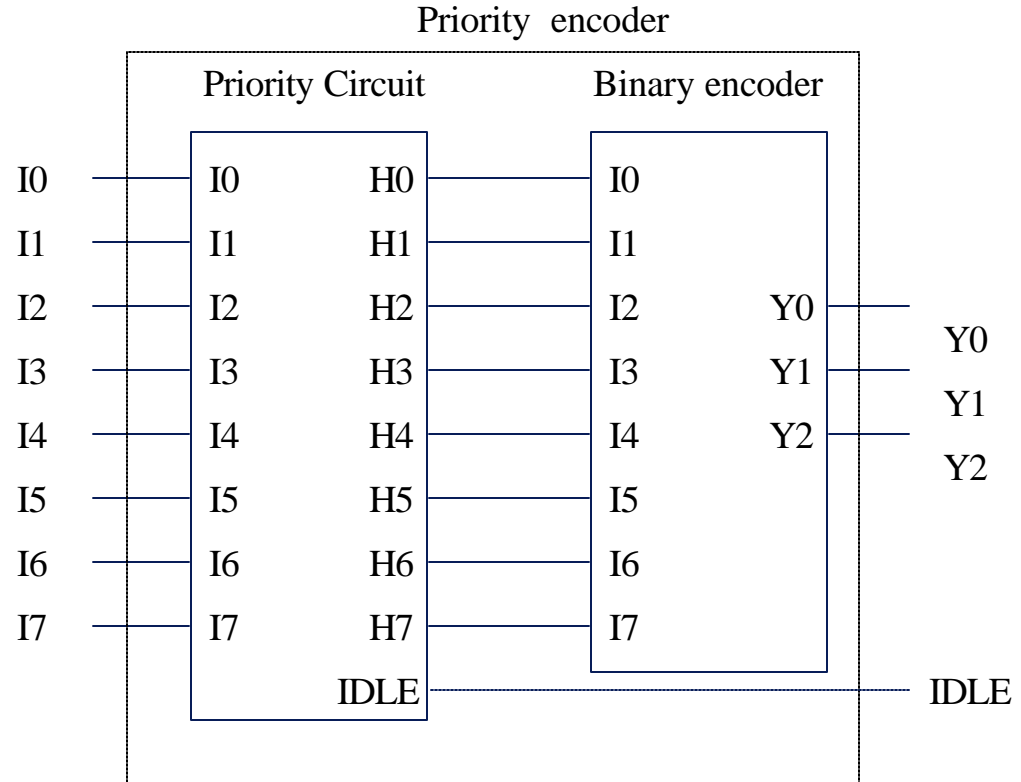 Priority encoder
Priority Circuit Binary encoder
I0 I0 H0 I0
I1 I1 H1 I1
I2 I2 H2 I2 Y0
Y0
I3 I3 H3 I3 Y1
Y1
I4 I4 H4 I4 Y2
Y2
I5 I5 H5 I5
I6 I6 H6 I6
I7 I7 H7 I7
IDLE IDLE